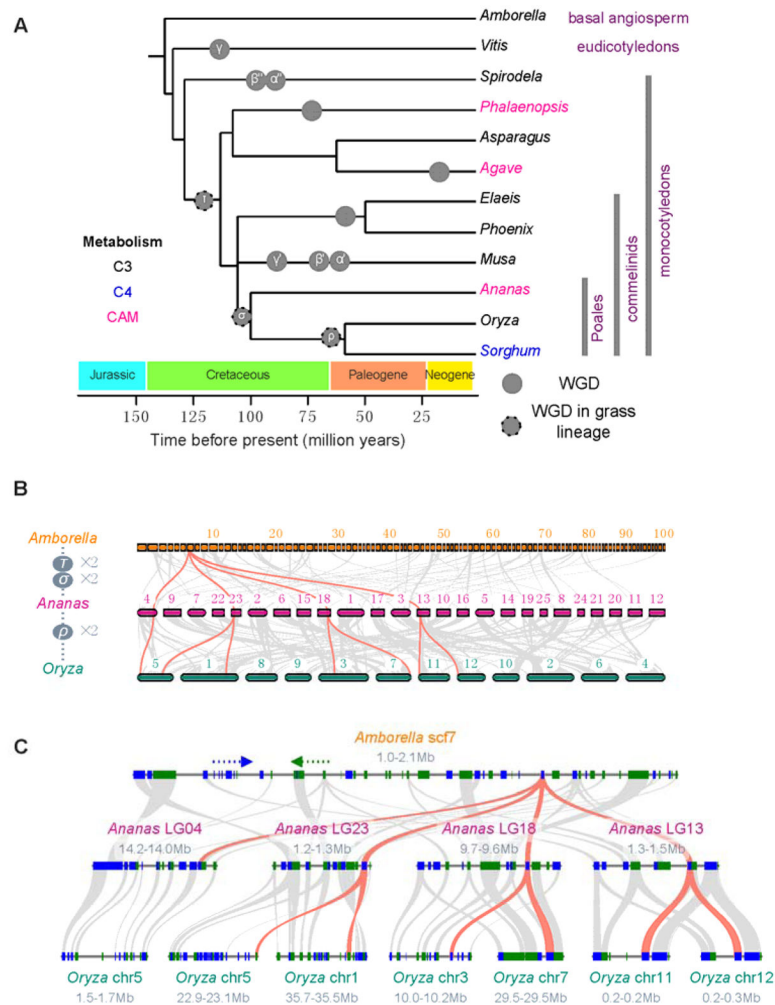 A
Amborella
basal angiosperm
Vitis
eudicotyledons
γ
Spirodela
β'' α''
Phalaenopsis
Asparagus
Agave
τ
Elaeis
Phoenix
Metabolism
C3
C4
CAM
Musa
γ' β' α'
Ananas
σ
Oryza
ρ
Sorghum
Poales
commelinids
monocotyledons
Jurassic Cretaceous Paleogene Neogene
150 125 100 75 50 25
Time before present (million years)
WGD
WGD in grass
lineage
B
10 20 30 40 50 60 70 80 90 100
Amborella
τ ×2
σ ×2
Ananas
4 9 7 22 23 2 6 15 18 1 17 3 13 10 16 5 14 19 25 8 24 21 20 11 12
ρ ×2
Oryza
5 1 8 9 3 7 11 12 10 2 6 4
C
Amborella scf7
1.0-2.1Mb
Ananas LG04 Ananas LG23 Ananas LG18 Ananas LG13
14.2-14.0Mb 1.2-1.3Mb 9.7-9.6Mb 1.3-1.5Mb
Oryza chr5 Oryza chr5 Oryza chr1 Oryza chr3 Oryza chr7 Oryza chr11 Oryza chr12
1.5-1.7Mb 22.9-23.1Mb 35.7-35.5Mb 10.0-10.2Mb 29.5-29.5Mb 0.2-0.2Mb 0.2-0.3Mb